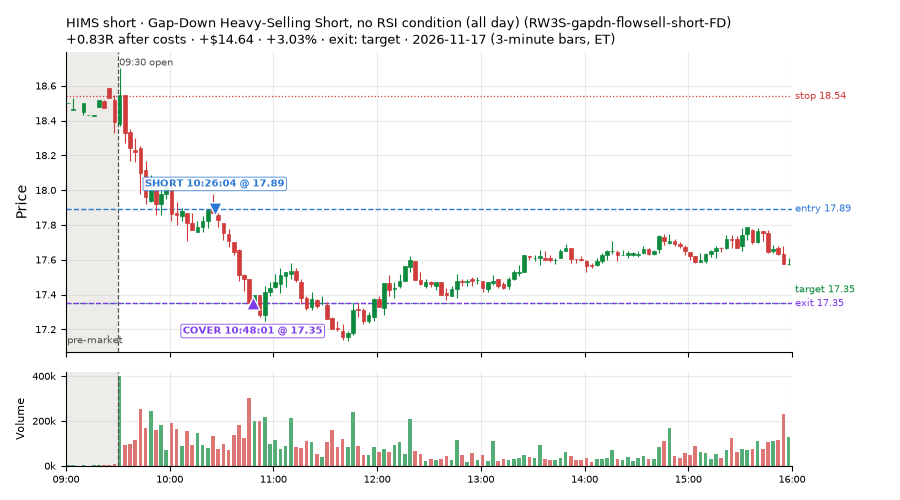 HIMS short · Gap-Down Heavy-Selling Short, no RSI condition (all day) (RW3S-gapdn-flowsell-short-FD)
+0.83R after costs · +$14.64 · +3.03% · exit: target · 2026-11-17 (3-minute bars, ET)
09:30 open
18.6
stop 18.54
18.4
18.2
SHORT 10:26:04 @ 17.89
18.0
Price
entry 17.89
17.8
17.6
17.4
target 17.35
exit 17.35
COVER 10:48:01 @ 17.35
17.2
pre-market
400k
200k
0k
Volume
09:00
10:00
11:00
12:00
13:00
14:00
15:00
16:00